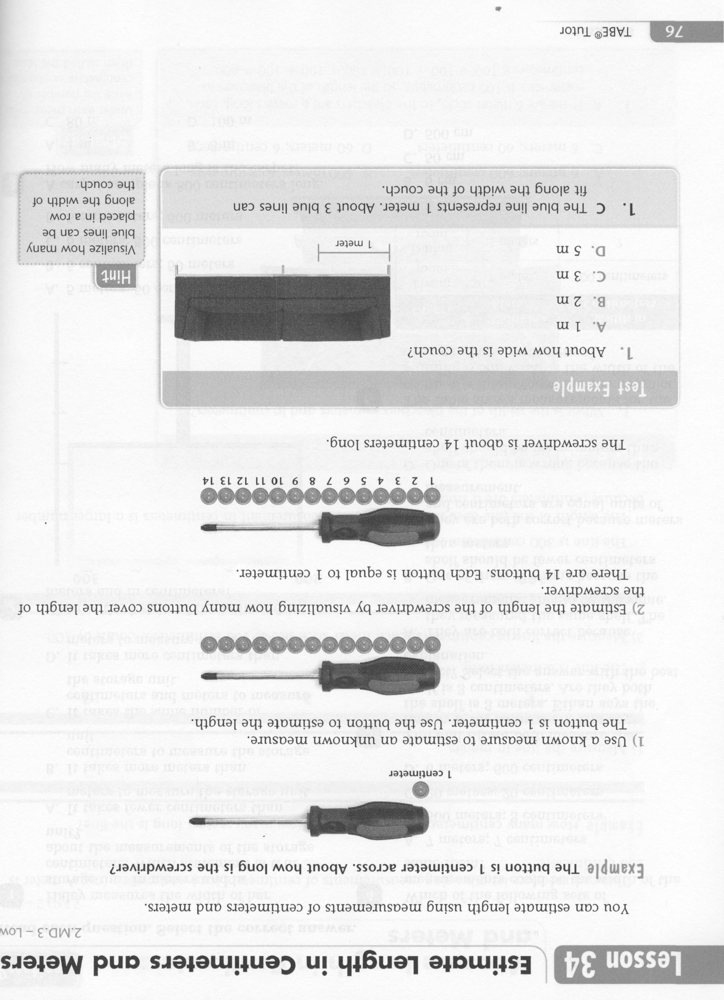 Lesson 34
Estimate Length in Centimeters and Meters
2.MD.3 – Low
You can estimate length using measurements of centimeters and meters.
Example The button is 1 centimeter across. About how long is the screwdriver?
1 centimeter
1) Use a known measure to estimate an unknown measure.
The button is 1 centimeter. Use the button to estimate the length.
2) Estimate the length of the screwdriver by visualizing how many buttons cover the length of
the screwdriver.
There are 14 buttons. Each button is equal to 1 centimeter.
1 2 3 4 5 6 7 8 9 10 11 12 13 14
The screwdriver is about 14 centimeters long.
Test Example
1. About how wide is the couch?
A. 1 m
B. 2 m
C. 3 m
D. 5 m
1 meter
1. C The blue line represents 1 meter. About 3 blue lines can
fit along the width of the couch.
Hint
Visualize how many
blue lines can be
placed in a row
along the width of
the couch.
76
TABE® Tutor